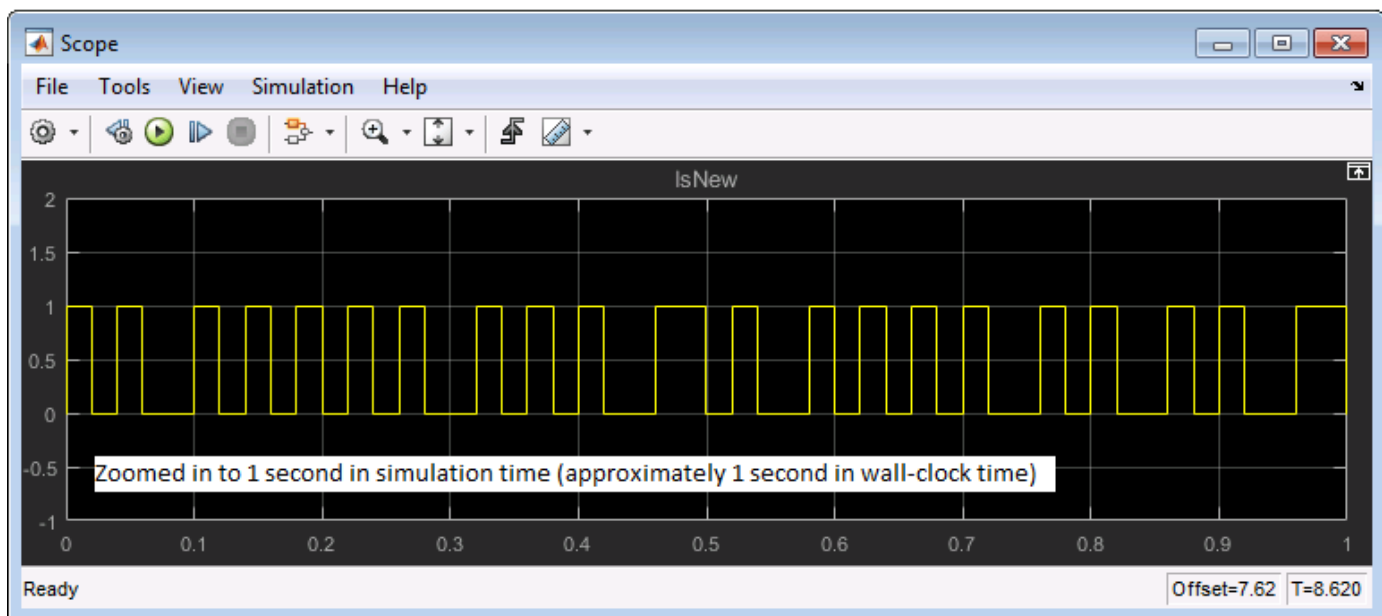 Scope
File Tools View Simulation Help
IsNew
2
1.5
1
0.5
0
-0.5
Zoomed in to 1 second in simulation time (approximately 1 second in wall-clock time)
-1
0 0.1 0.2 0.3 0.4 0.5 0.6 0.7 0.8 0.9 1
Ready Offset=7.62 T=8.620